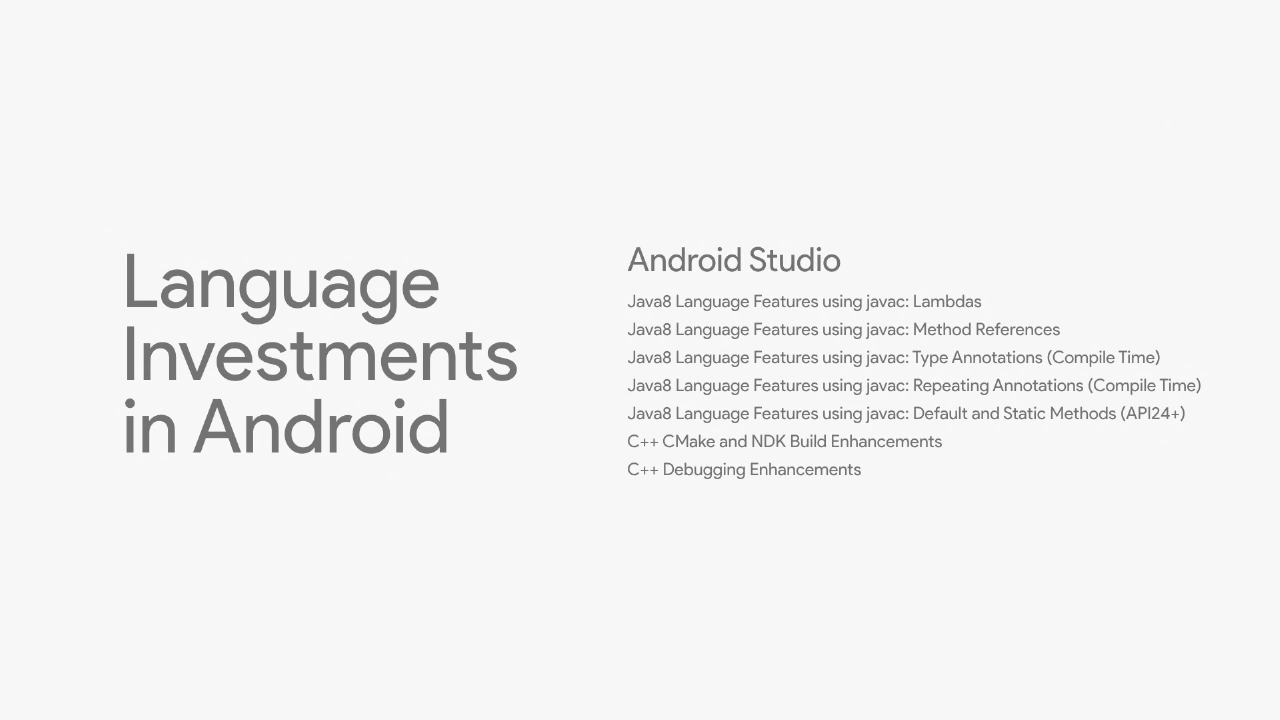 Language
Investments
in Android
Android Studio
Java8 Language Features using javac: Lambdas
Java8 Language Features using javac: Method References
Java8 Language Features using javac: Type Annotations (Compile Time)
Java8 Language Features using javac: Repeating Annotations (Compile Time)
Java8 Language Features using javac: Default and Static Methods (API24+)
C++ CMake and NDK Build Enhancements
C++ Debugging Enhancements